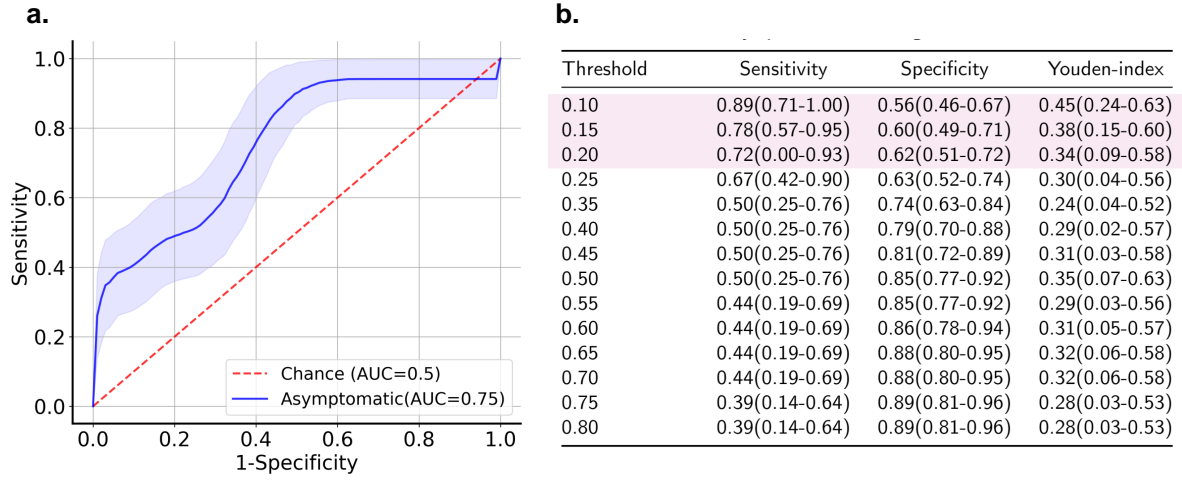 a.
1.0
0.8
0.6
0.4
0.2
0.0
Sensitivity
Chance (AUC=0.5)
Asymptomatic(AUC=0.75)
0.0 0.2 0.4 0.6 0.8 1.0
1-Specificity
b.
Threshold Sensitivity Specificity Youden-index
0.10 0.89(0.71-1.00) 0.56(0.46-0.67) 0.45(0.24-0.63)
0.15 0.78(0.57-0.95) 0.60(0.49-0.71) 0.38(0.15-0.60)
0.20 0.72(0.00-0.93) 0.62(0.51-0.72) 0.34(0.09-0.58)
0.25 0.67(0.42-0.90) 0.63(0.52-0.74) 0.30(0.04-0.56)
0.35 0.50(0.25-0.76) 0.74(0.63-0.84) 0.24(0.04-0.52)
0.40 0.50(0.25-0.76) 0.79(0.70-0.88) 0.29(0.02-0.57)
0.45 0.50(0.25-0.76) 0.81(0.72-0.89) 0.31(0.03-0.58)
0.50 0.50(0.25-0.76) 0.85(0.77-0.92) 0.35(0.07-0.63)
0.55 0.44(0.19-0.69) 0.85(0.77-0.92) 0.29(0.03-0.56)
0.60 0.44(0.19-0.69) 0.86(0.78-0.94) 0.31(0.05-0.57)
0.65 0.44(0.19-0.69) 0.88(0.80-0.95) 0.32(0.06-0.58)
0.70 0.44(0.19-0.69) 0.88(0.80-0.95) 0.32(0.06-0.58)
0.75 0.39(0.14-0.64) 0.89(0.81-0.96) 0.28(0.03-0.53)
0.80 0.39(0.14-0.64) 0.89(0.81-0.96) 0.28(0.03-0.53)